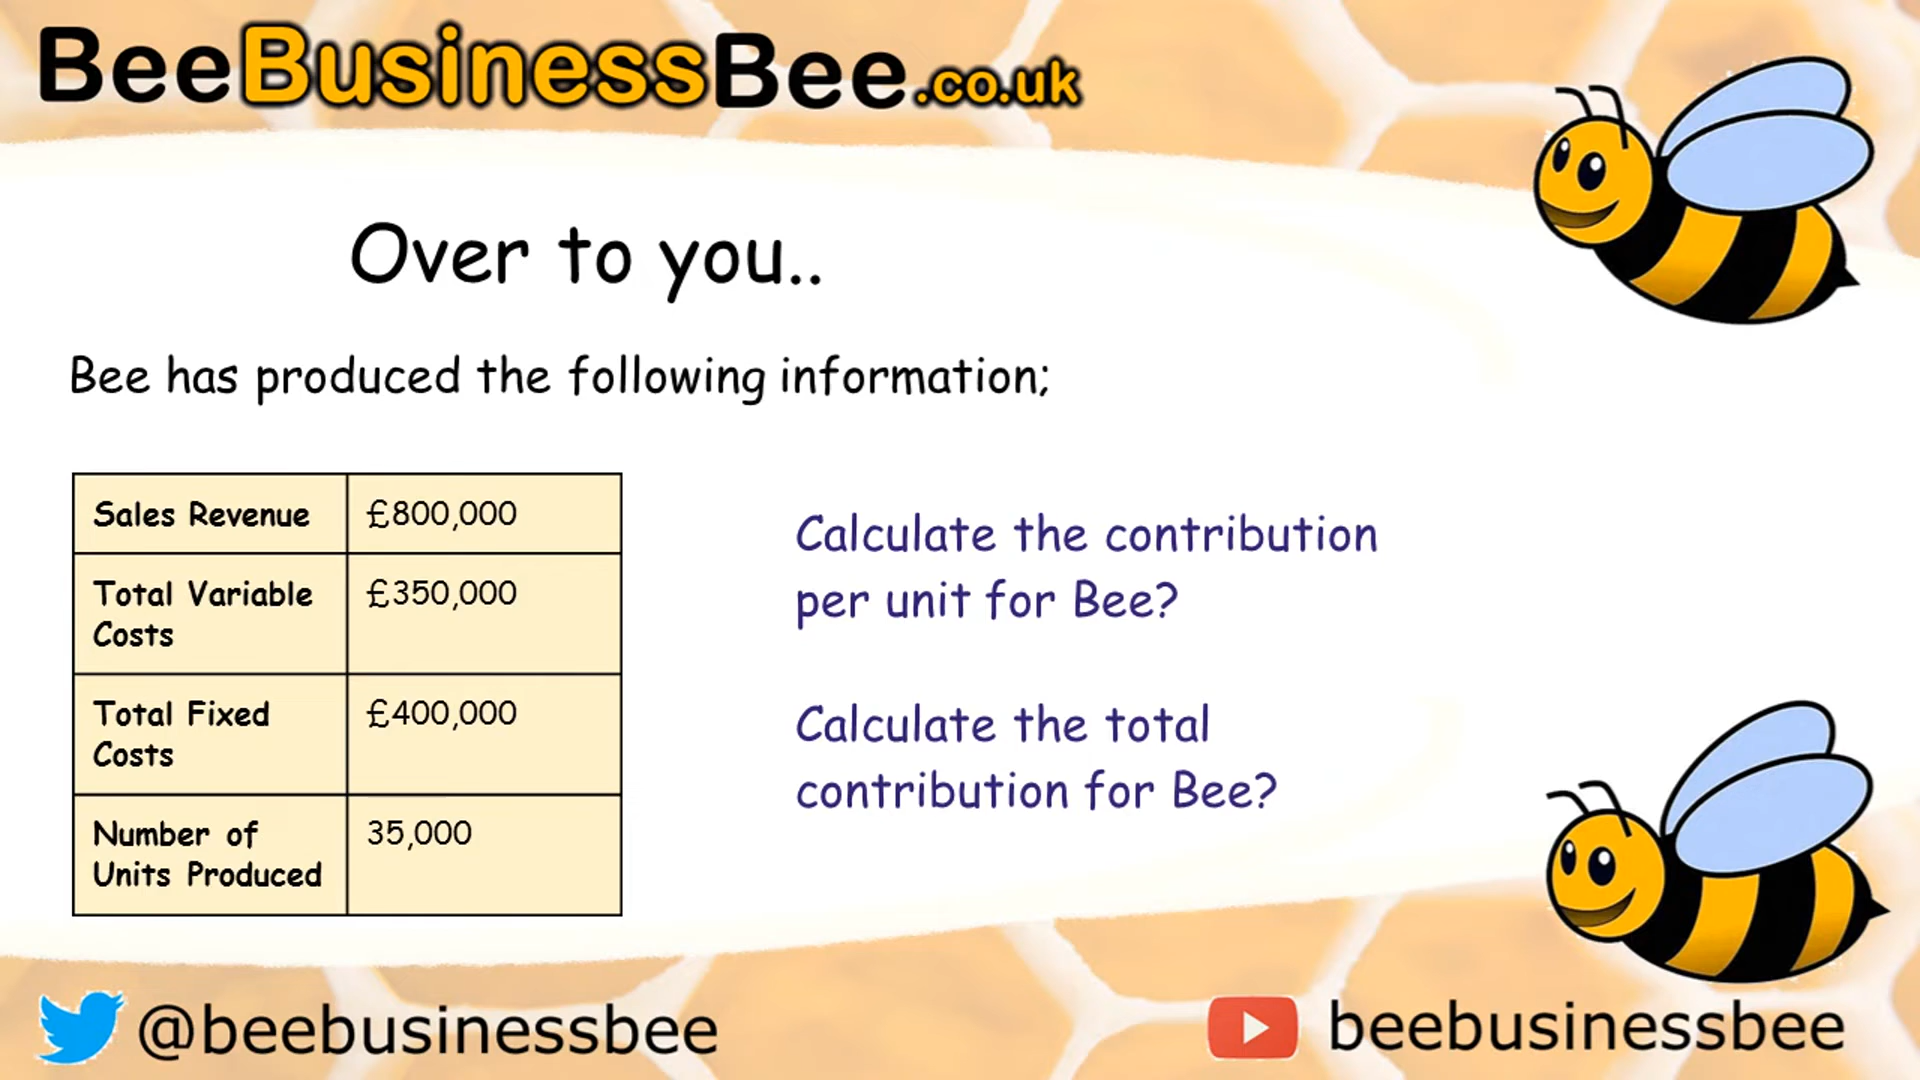 BeeBusinessBee.co.uk
Over to you..
Bee has produced the following information;
Sales Revenue £800,000
Total Variable £350,000
Costs
Total Fixed £400,000
Costs
Number of 35,000
Units Produced
Calculate the contribution
per unit for Bee?
Calculate the total
contribution for Bee?
@beebusinessbee
beebusinessbee